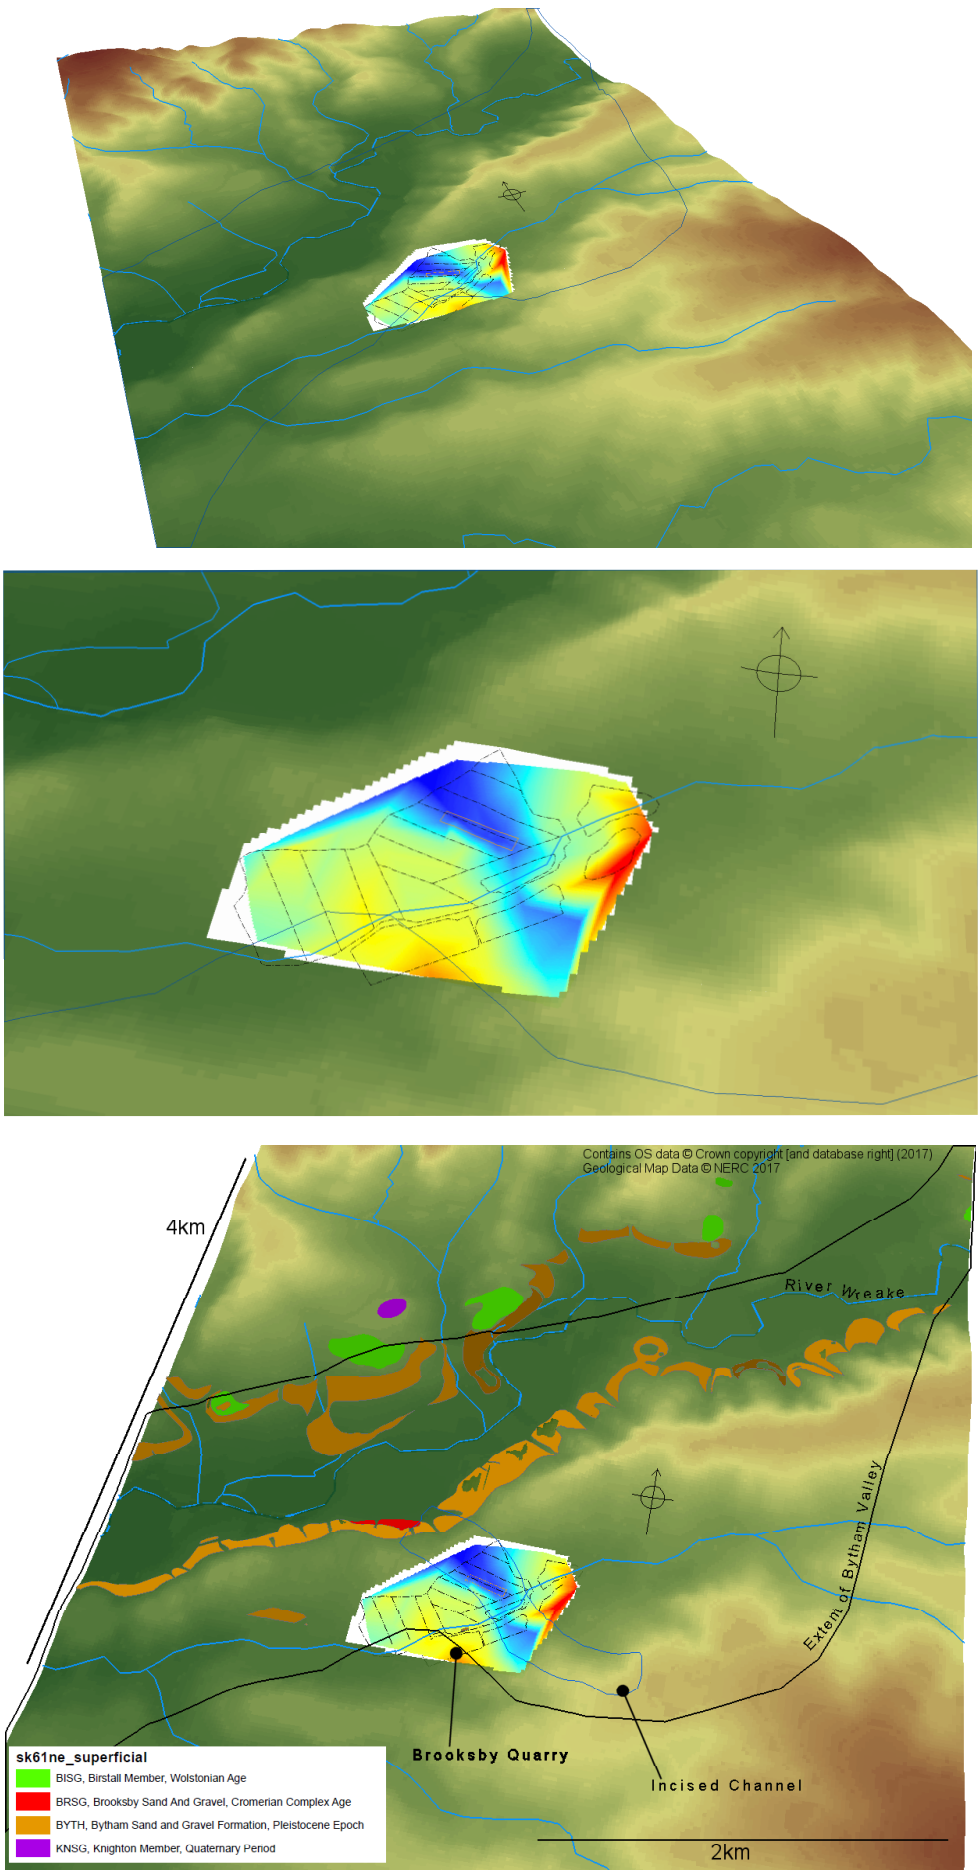 Contains OS data © Crown copyright [and database right] (2017)
Geological Map Data © NERC 2017
4km
River Wreake
Extent of Bytham Valley
Brooksby Quarry
Incised Channel
2km
sk61ne_superficial
BISG, Birstall Member, Wolstonian Age
BRSG, Brooksby Sand And Gravel, Cromerian Complex Age
BYTH, Bytham Sand and Gravel Formation, Pleistocene Epoch
KNSG, Knighton Member, Quaternary Period